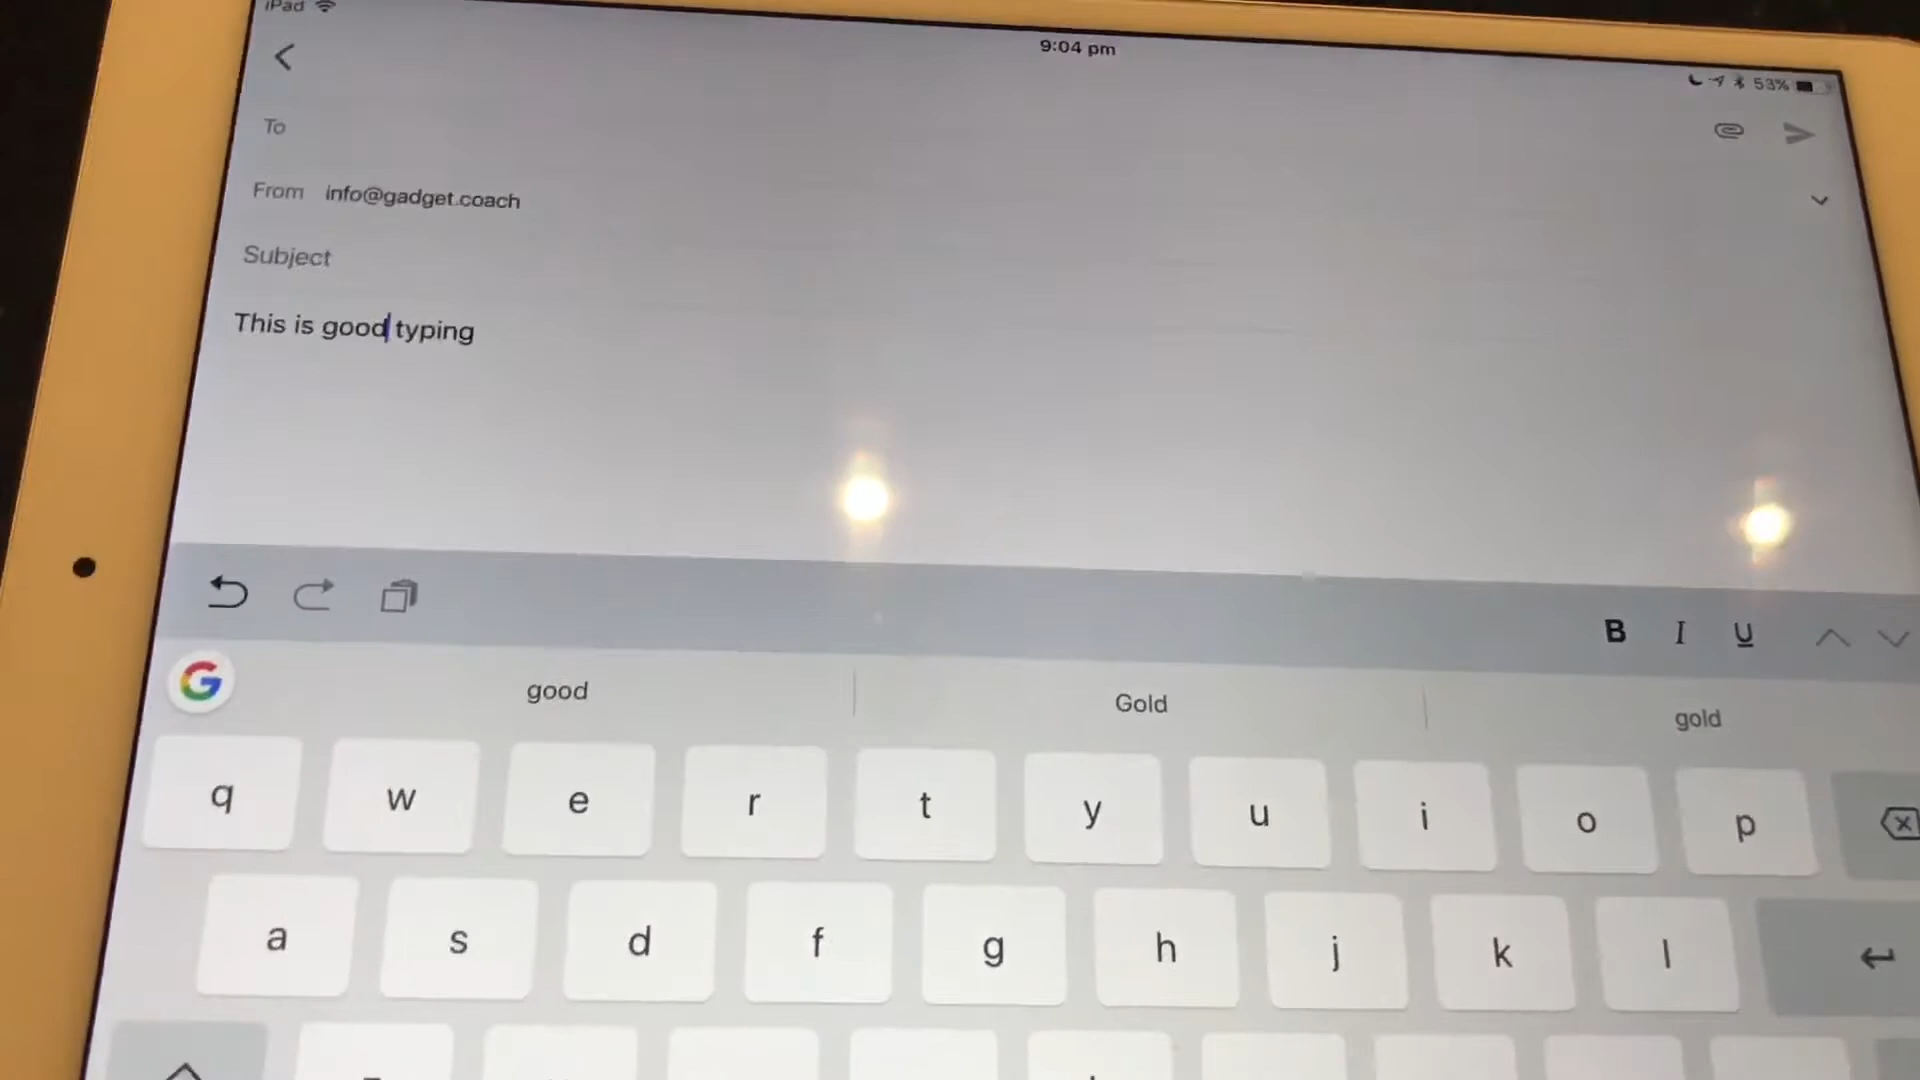 iPad
9:04 pm
53%
To
From info@gadget.coach
Subject
This is good typing
B I U
G good Gold gold
q w e r t y u i o p
a s d f g h j k l